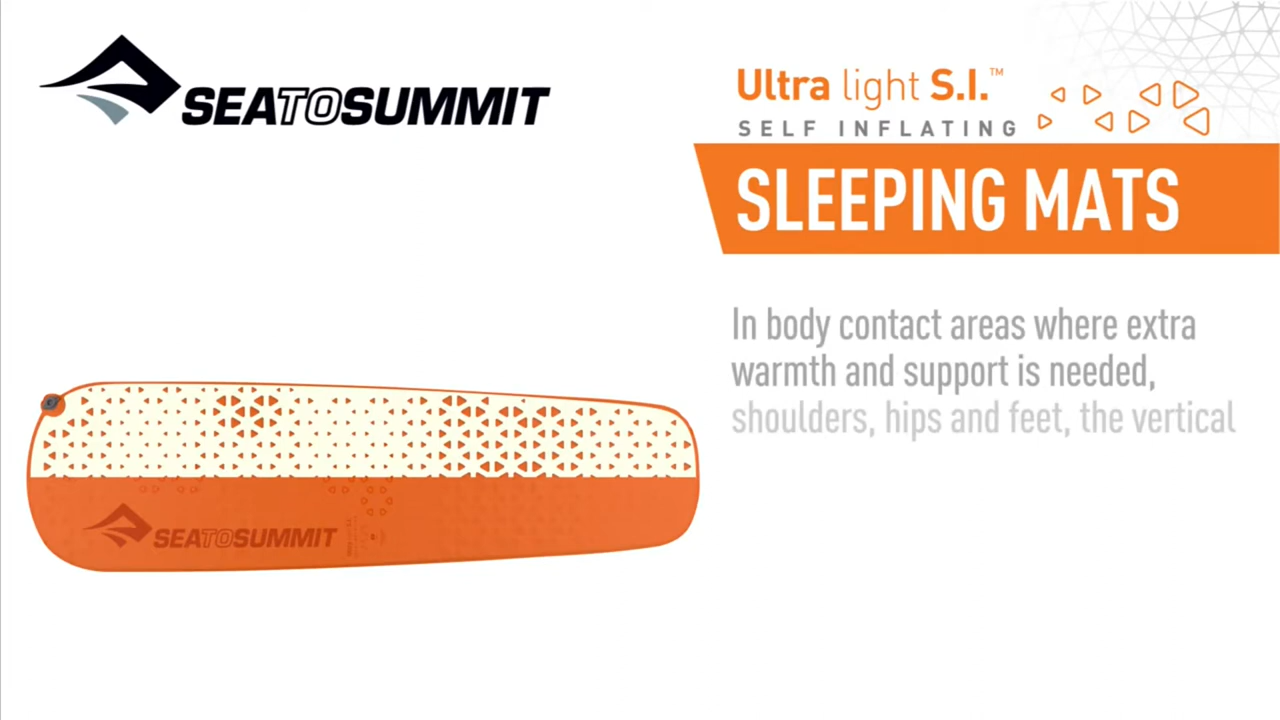 SEATOSUMMIT
Ultra light S.I.™
SELF INFLATING
SLEEPING MATS
In body contact areas where extra
warmth and support is needed,
shoulders, hips and feet, the vertical
SEATOSUMMIT